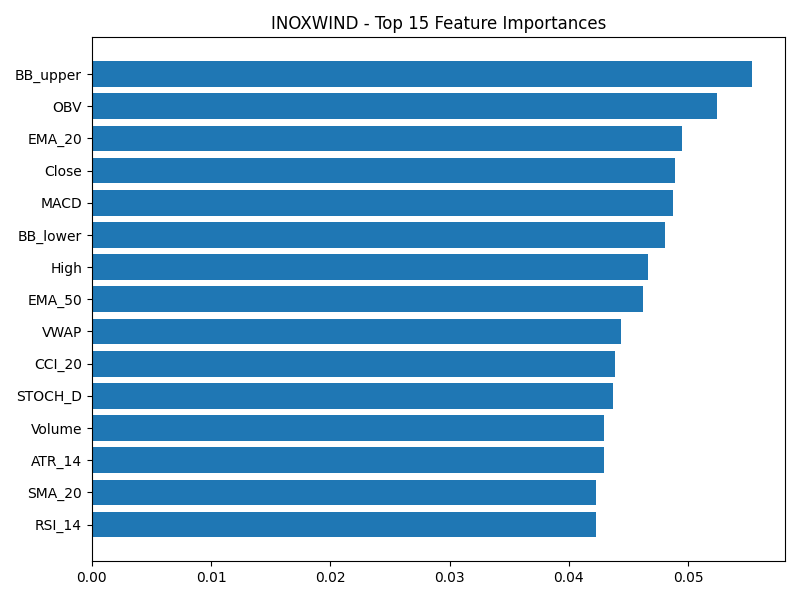 INOXWIND - Top 15 Feature Importances
BB_upper
OBV
EMA_20
Close
MACD
BB_lower
High
EMA_50
VWAP
CCI_20
STOCH_D
Volume
ATR_14
SMA_20
RSI_14
0.00 0.01 0.02 0.03 0.04 0.05